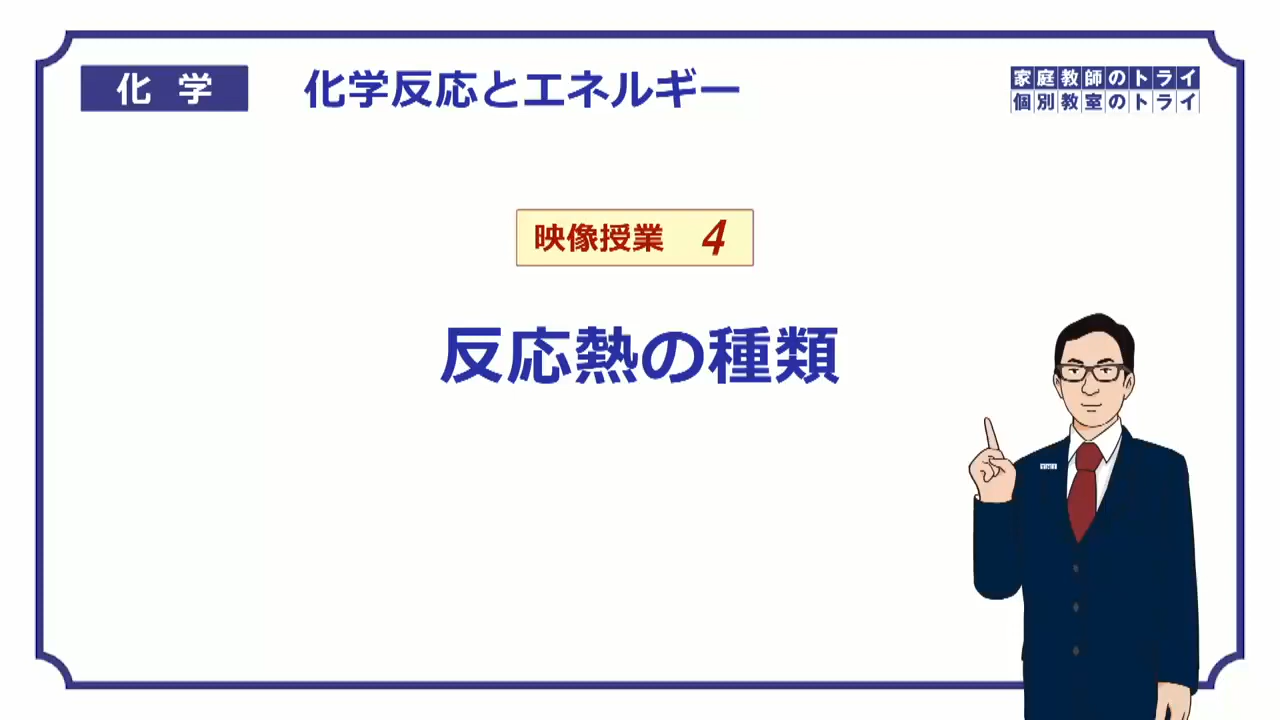 化学
化学反応とエネルギー
家庭教師のトライ
個別教室のトライ
映像授業 4
反応熱の種類